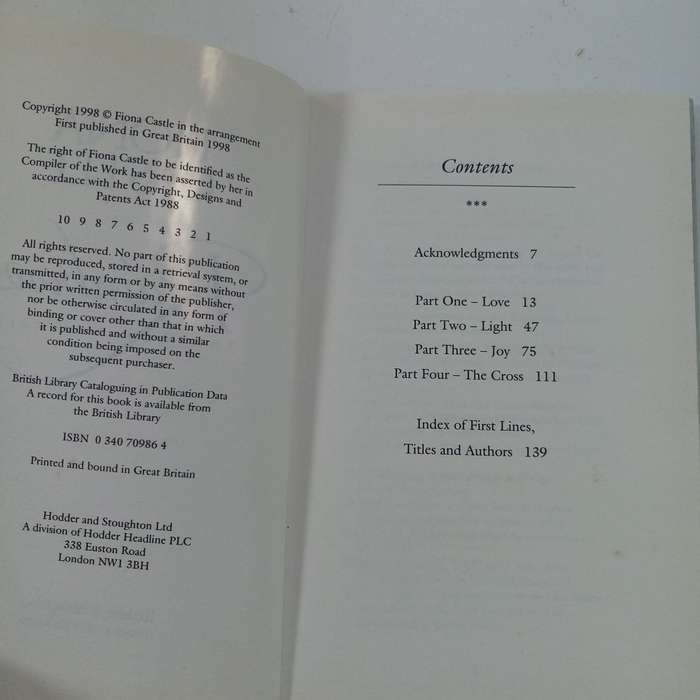 Copyright 1998 © Fiona Castle in the arrangement
First published in Great Britain 1998
The right of Fiona Castle to be identified as the
Compiler of the Work has been asserted by her in
accordance with the Copyright, Designs and
Patents Act 1988
10 9 8 7 6 5 4 3 2 1
All rights reserved. No part of this publication
may be reproduced, stored in a retrieval system, or
transmitted, in any form or by any means without
the prior written permission of the publisher,
nor be otherwise circulated in any form of
binding or cover other than that in which
it is published and without a similar
condition being imposed on the
subsequent purchaser.
British Library Cataloguing in Publication Data
A record for this book is available from
the British Library
ISBN 0 340 70986 4
Printed and bound in Great Britain
Hodder and Stoughton Ltd
A division of Hodder Headline PLC
338 Euston Road
London NW1 3BH
Contents
***
Acknowledgments 7
Part One – Love 13
Part Two – Light 47
Part Three – Joy 75
Part Four – The Cross 111
Index of First Lines,
Titles and Authors 139